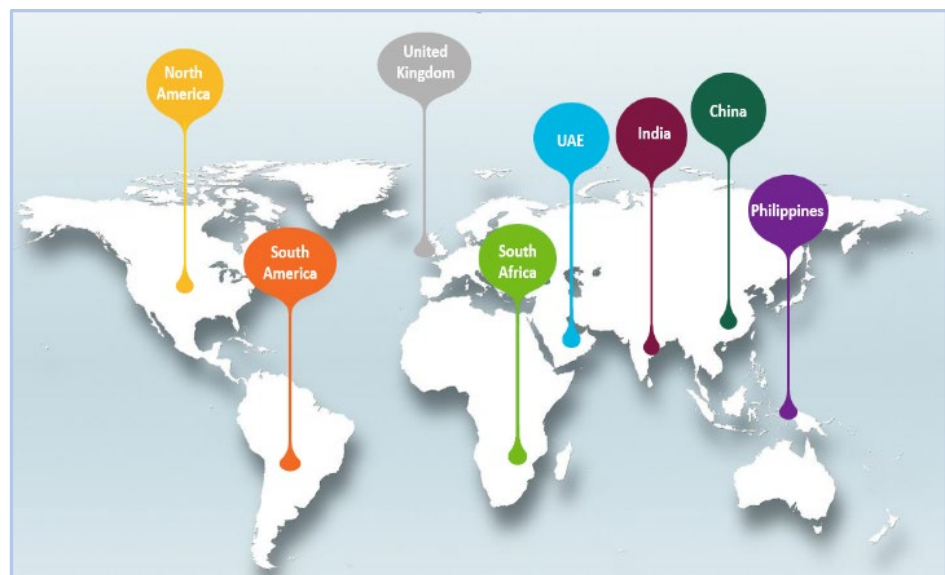 North
America
United
Kingdom
UAE
India
China
Philippines
South
America
South
Africa